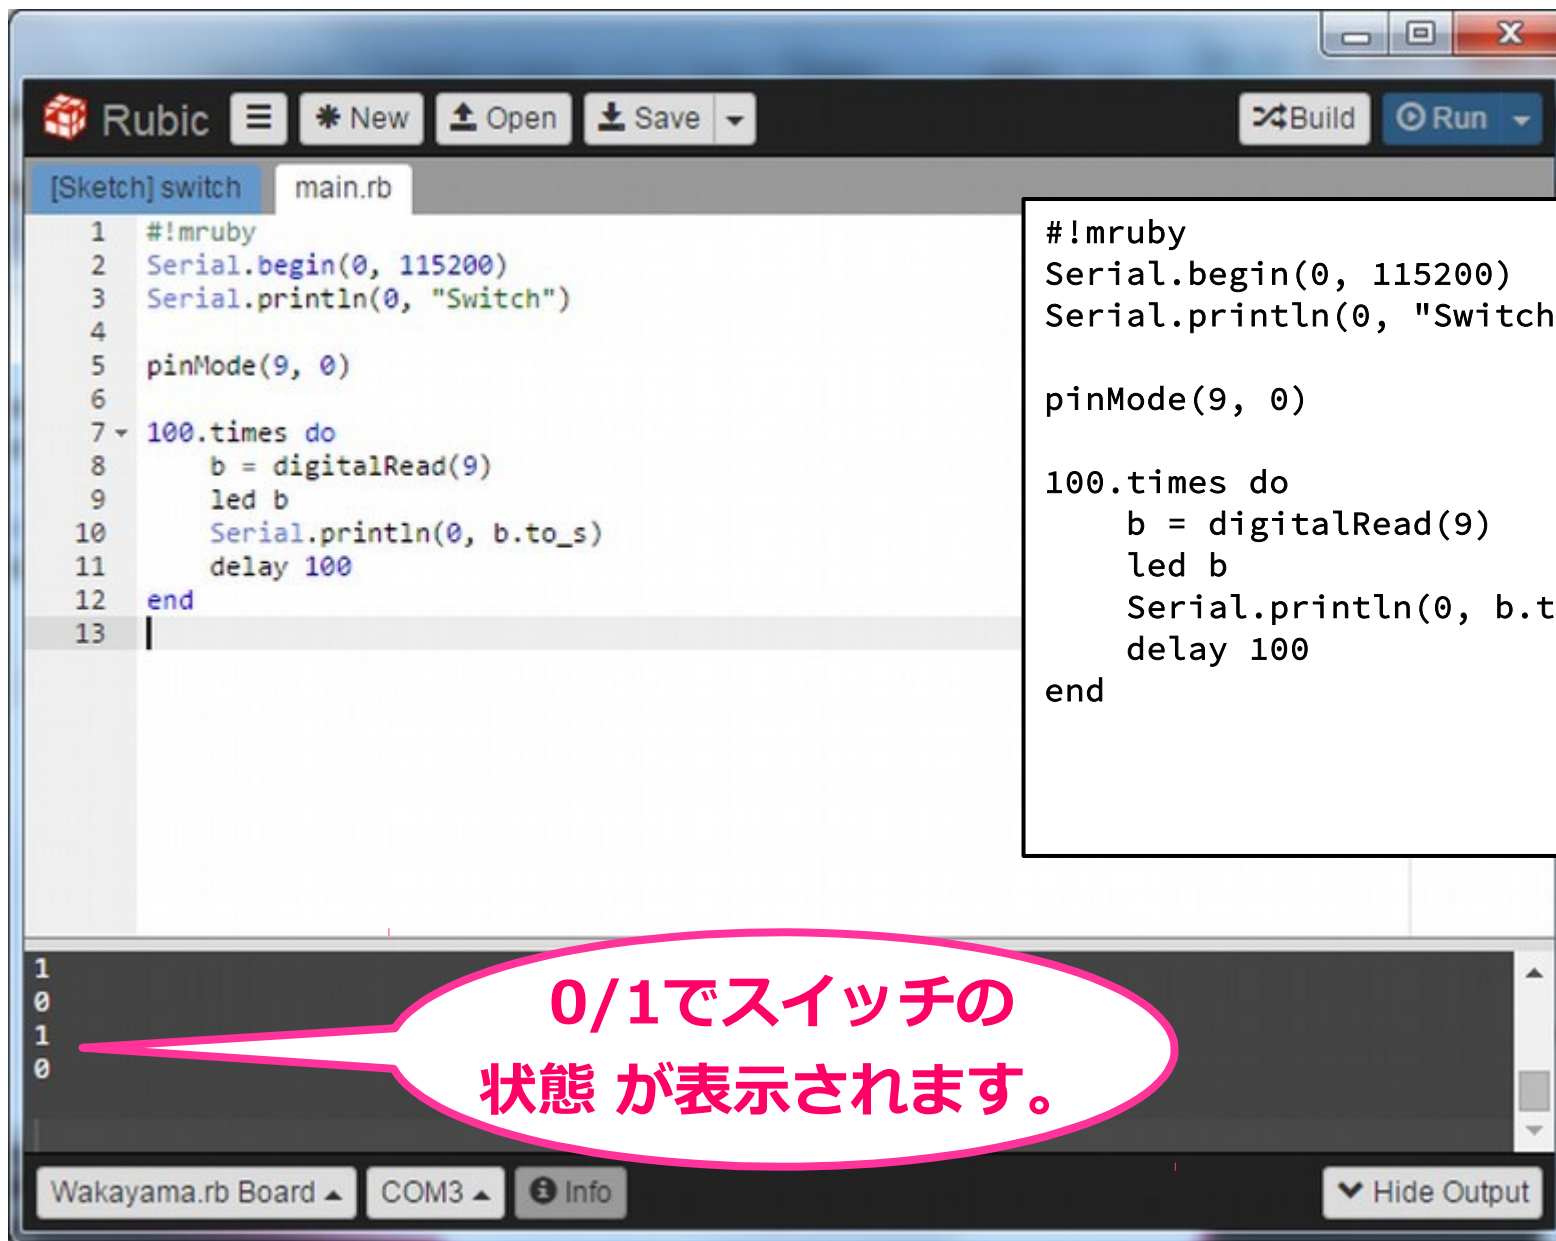 Rubic New Open Save Build Run
[Sketch] switch main.rb
1 #!mruby
2 Serial.begin(0, 115200)
3 Serial.println(0, "Switch")
4
5 pinMode(9, 0)
6
7 100.times do
8 b = digitalRead(9)
9 led b
10 Serial.println(0, b.to_s)
11 delay 100
12 end
13
#!mruby
Serial.begin(0, 115200)
Serial.println(0, "Switch
pinMode(9, 0)
100.times do
b = digitalRead(9)
led b
Serial.println(0, b.t
delay 100
end
1
0
1
0
0/1でスイッチの
状態 が表示されます。
Wakayama.rb Board COM3 Info Hide Output